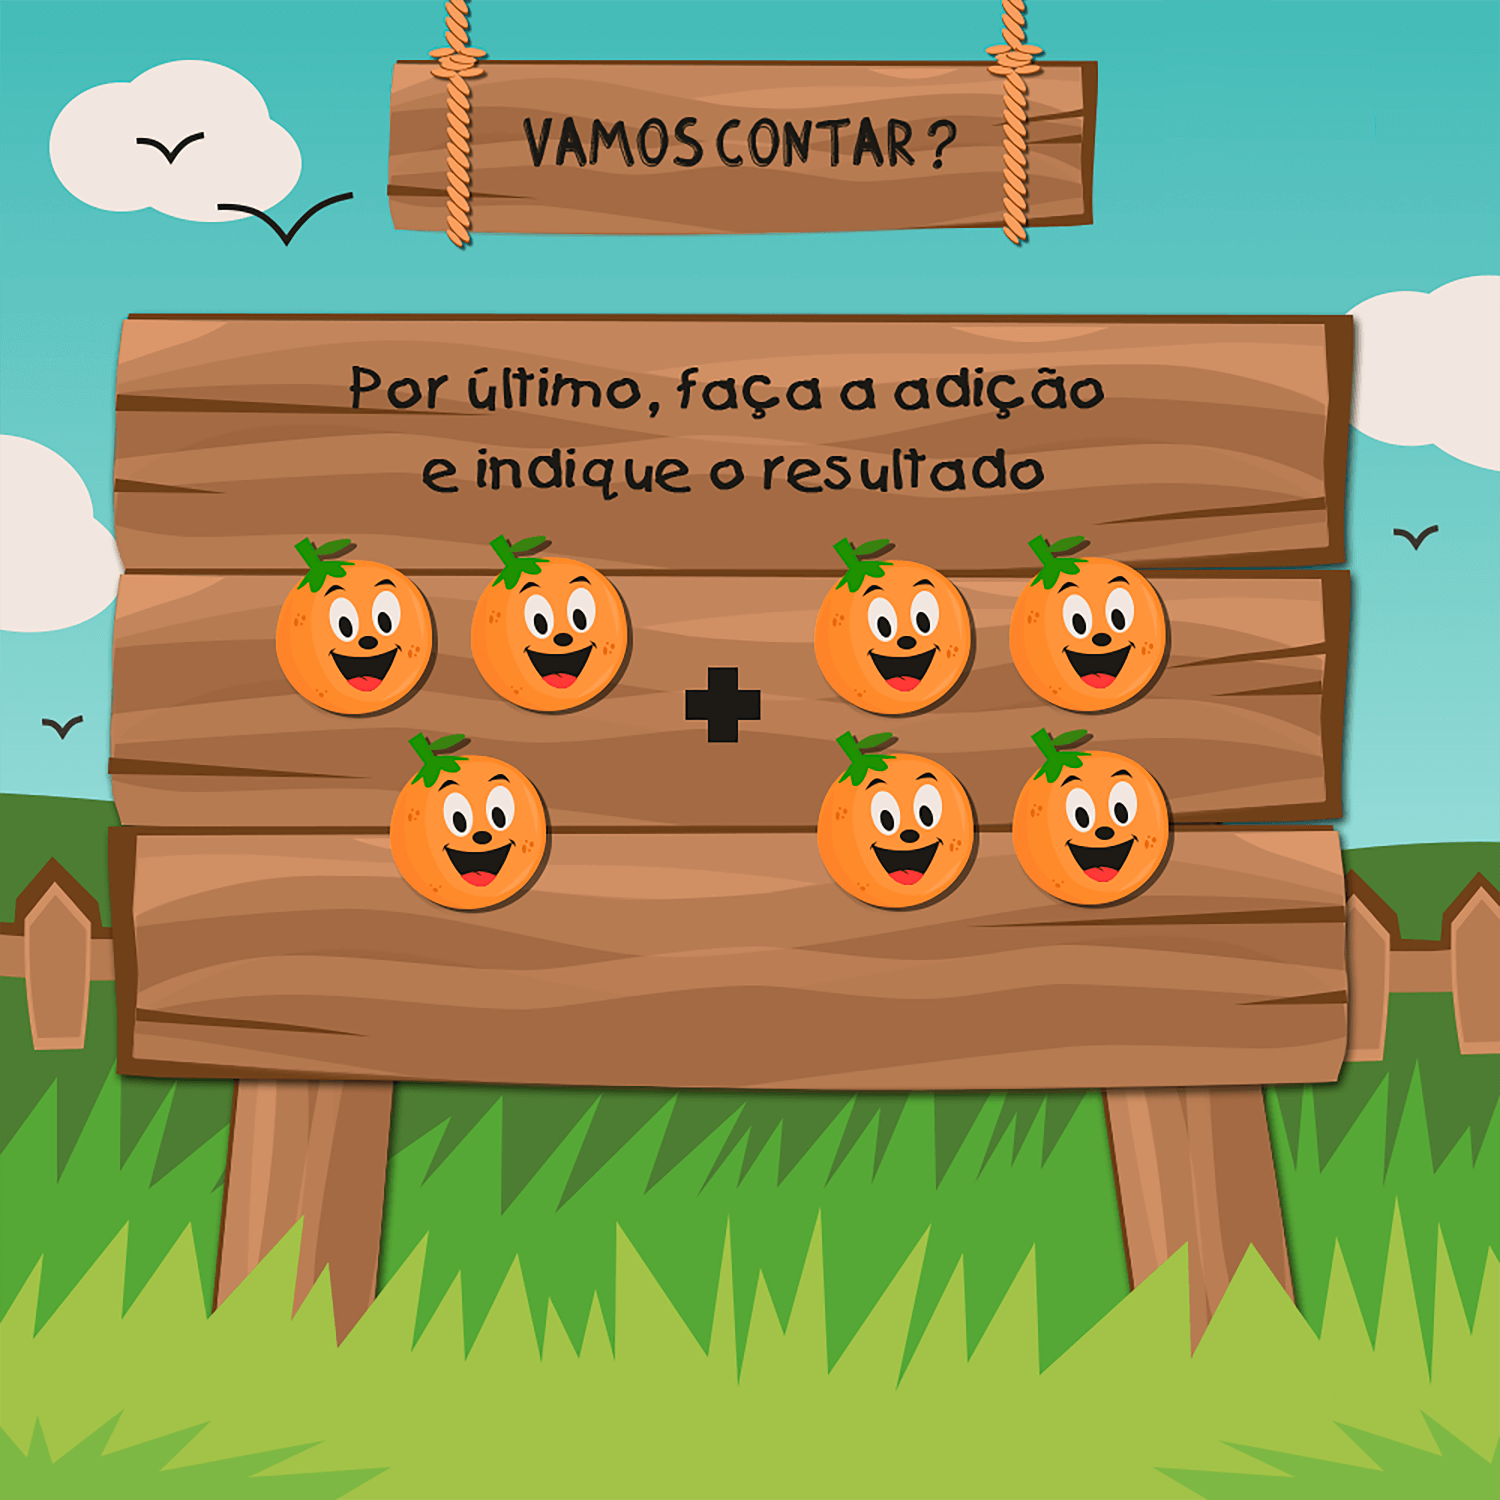 VAMOS CONTAR?
Por último, faça a adição
e indique o resultado
+